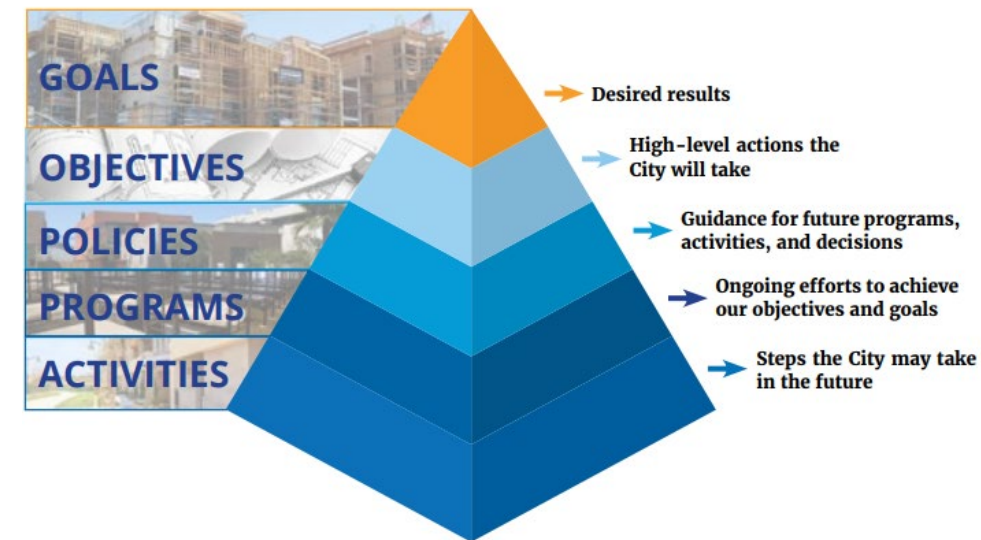 GOALS
Desired results
OBJECTIVES
High-level actions the
City will take
POLICIES
Guidance for future programs,
activities, and decisions
PROGRAMS
Ongoing efforts to achieve
our objectives and goals
ACTIVITIES
Steps the City may take
in the future